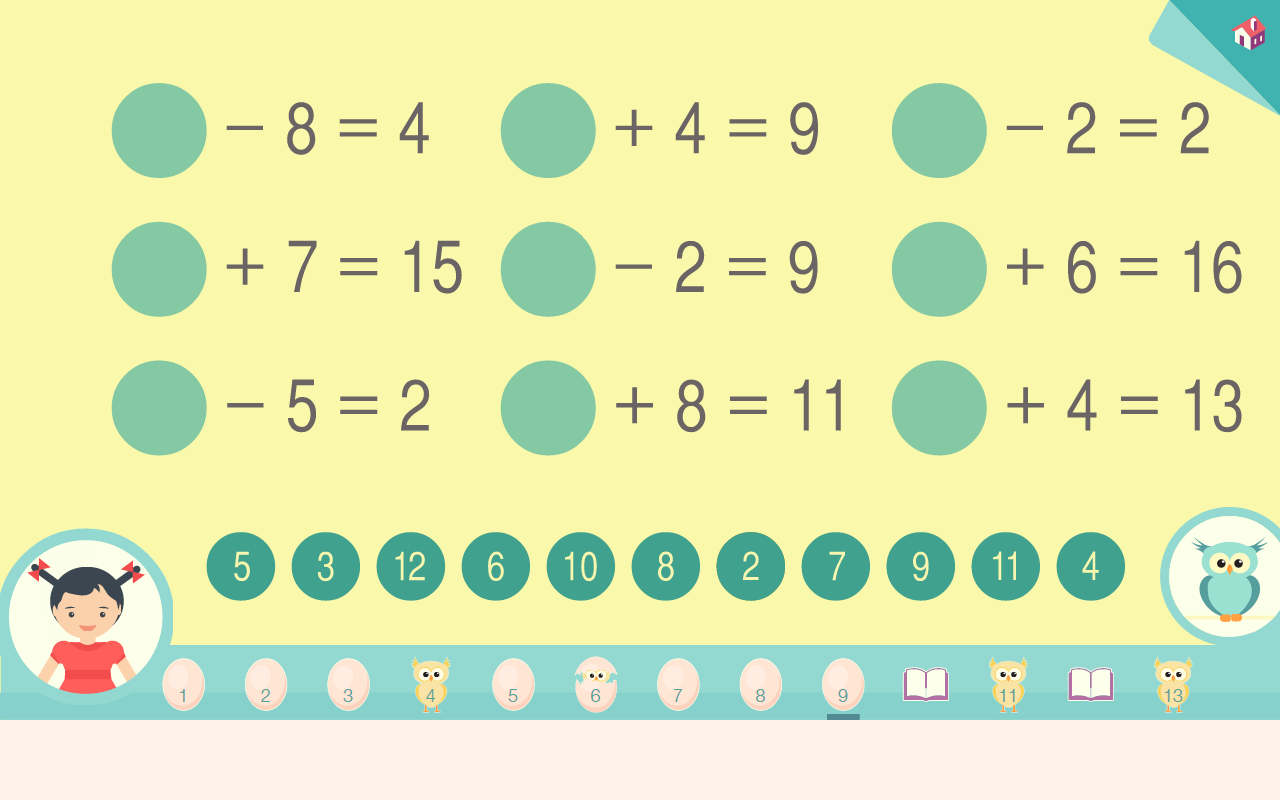 − 8 = 4 + 4 = 9 − 2 = 2
+ 7 = 15 − 2 = 9 + 6 = 16
− 5 = 2 + 8 = 11 + 4 = 13
5 3 12 6 10 8 2 7 9 11 4
1 2 3 4 5 6 7 8 9 11 13